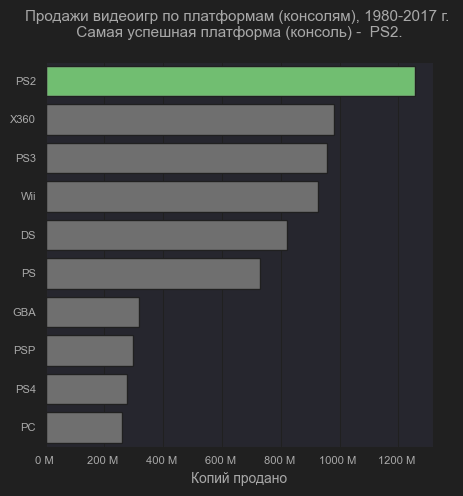 Продажи видеоигр по платформам (консолям), 1980-2017 г.
Самая успешная платформа (консоль) - PS2.
PS2
X360
PS3
Wii
DS
PS
GBA
PSP
PS4
PC
0 M 200 M 400 M 600 M 800 M 1000 M 1200 M
Копий продано